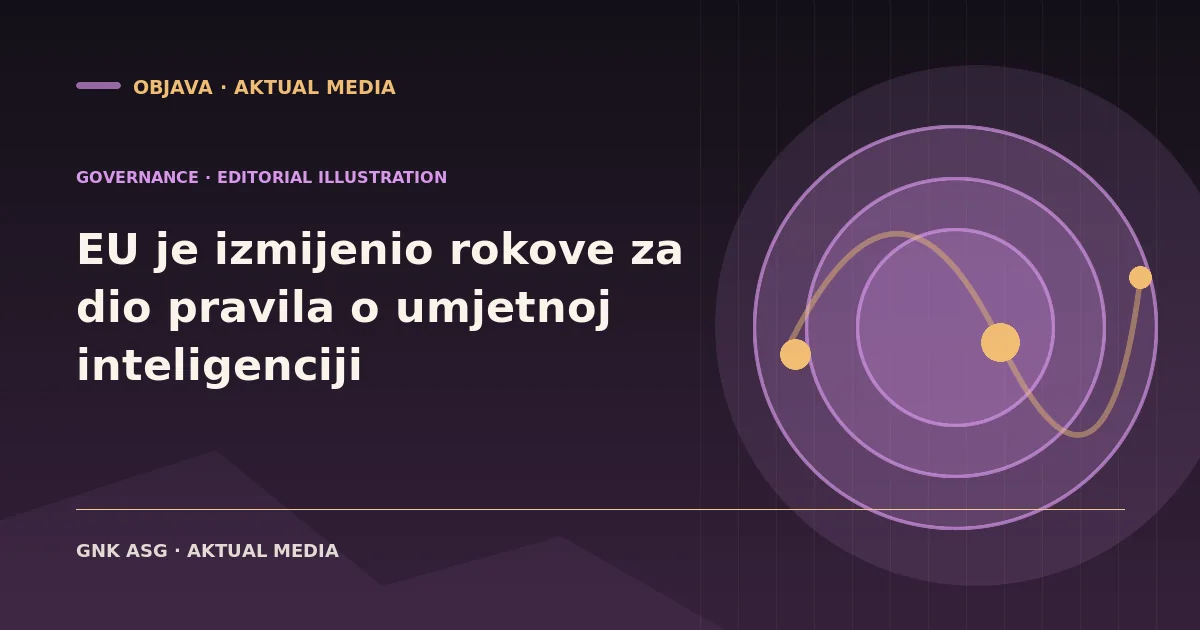 OBJAVA · AKTUAL MEDIA
GOVERNANCE · EDITORIAL ILLUSTRATION
EU je izmijenio rokove za
dio pravila o umjetnoj
inteligenciji
GNK ASG · AKTUAL MEDIA